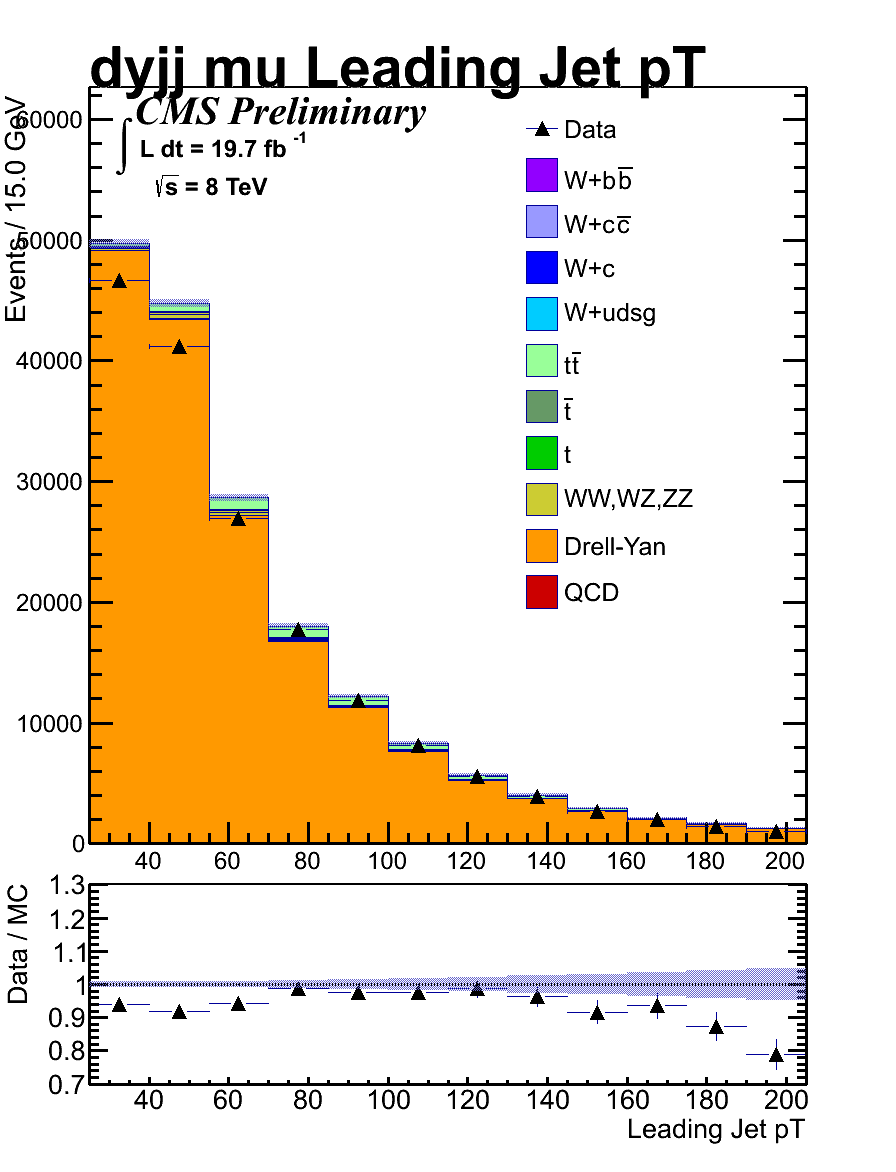 dyjj mu Leading Jet pT
CMS Preliminary
∫ L dt = 19.7 fb⁻¹
√s = 8 TeV
Events / 15.0 GeV
60000
50000
40000
30000
20000
10000
0
Data
W+bb̅
W+cc̅
W+c
W+udsg
tt̅
t̅
t
WW,WZ,ZZ
Drell-Yan
QCD
40 60 80 100 120 140 160 180 200
Data / MC
1.3
1.2
1.1
1
0.9
0.8
0.7
40 60 80 100 120 140 160 180 200
Leading Jet pT